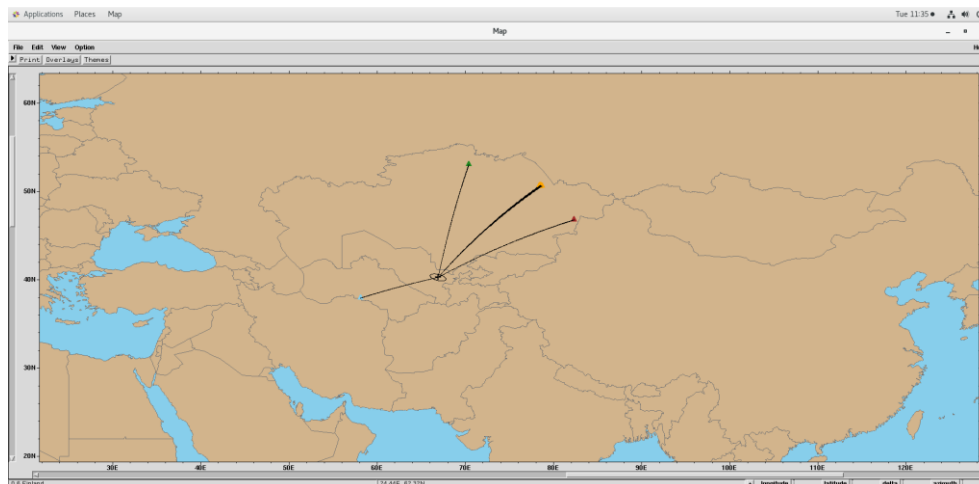 Applications Places Map Tue 11:35
Map
File Edit View Option
Print Overlays Themes
60N
50N
40N
30N
20N
30E 40E 50E 60E 70E 80E 90E 100E 110E 120E
longitude latitude delta azimuth